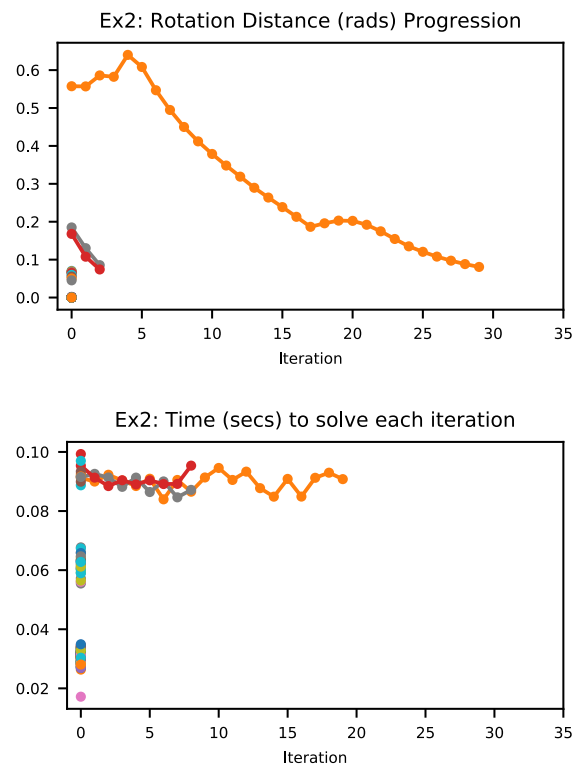 Ex2: Rotation Distance (rads) Progression
0.6
0.5
0.4
0.3
0.2
0.1
0.0
0 5 10 15 20 25 30 35
Iteration
Ex2: Time (secs) to solve each iteration
0.10
0.08
0.06
0.04
0.02
0 5 10 15 20 25 30 35
Iteration